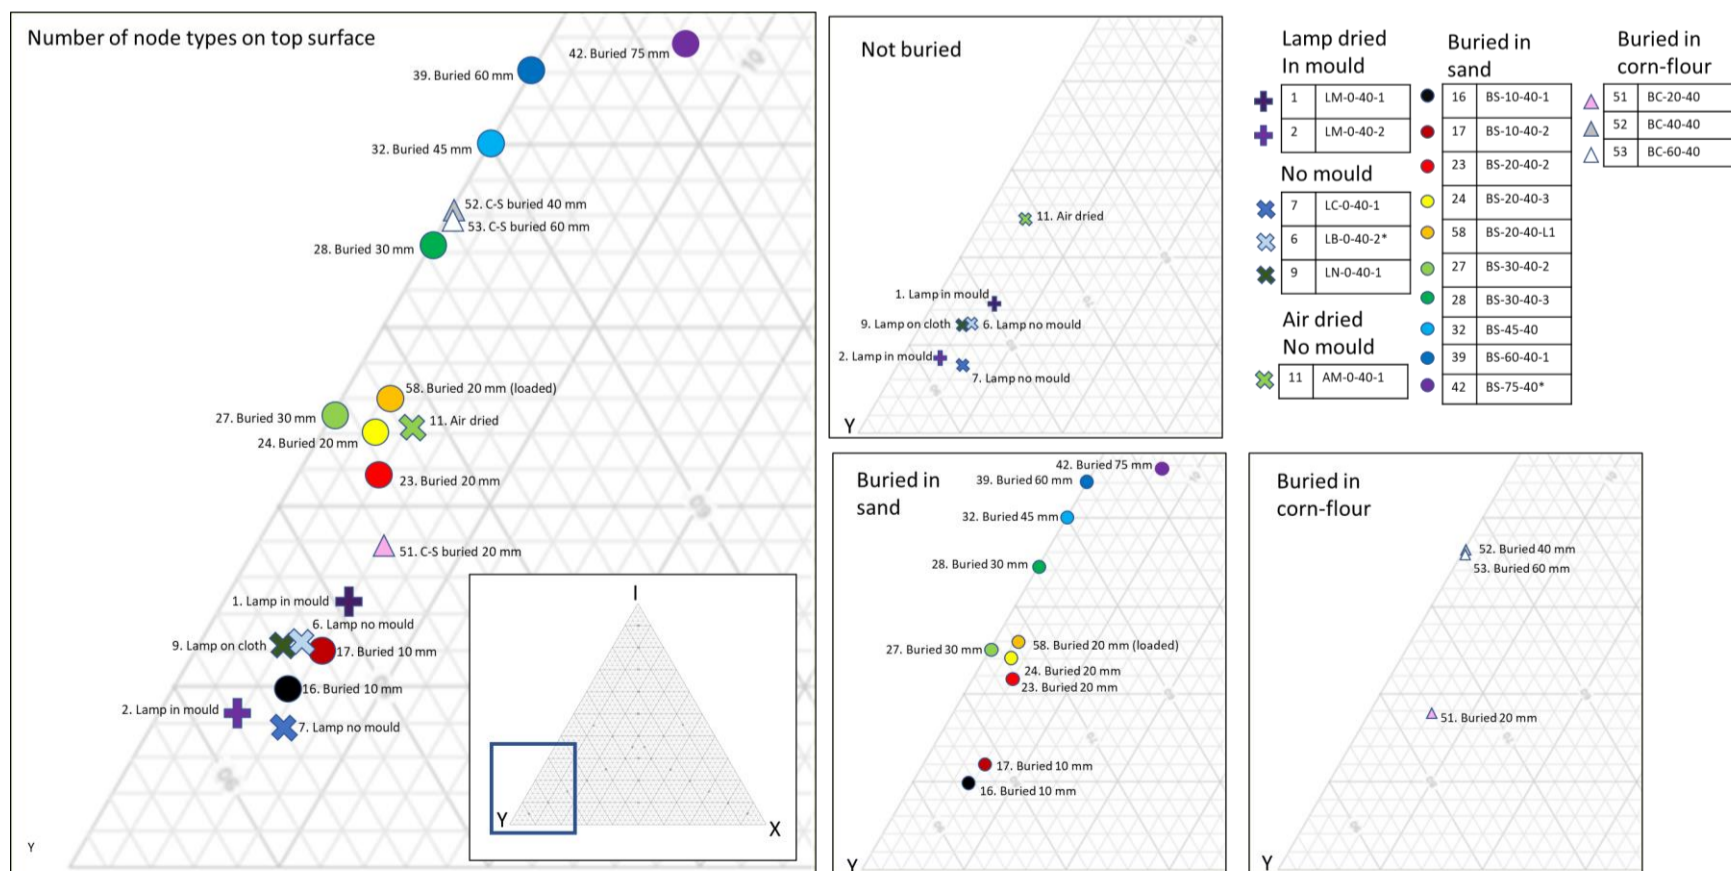 Number of node types on top surface
42. Buried 75 mm
39. Buried 60 mm
32. Buried 45 mm
52. C-S buried 40 mm
53. C-S buried 60 mm
28. Buried 30 mm
58. Buried 20 mm (loaded)
27. Buried 30 mm
11. Air dried
24. Buried 20 mm
23. Buried 20 mm
51. C-S buried 20 mm
1. Lamp in mould
6. Lamp no mould
9. Lamp on cloth
17. Buried 10 mm
16. Buried 10 mm
2. Lamp in mould
7. Lamp no mould
Y
I
Y
X
Not buried
11. Air dried
1. Lamp in mould
9. Lamp on cloth
6. Lamp no mould
2. Lamp in mould
7. Lamp no mould
Y
Lamp dried
In mould
1 LM-0-40-1
2 LM-0-40-2
No mould
7 LC-0-40-1
6 LB-0-40-2*
9 LN-0-40-1
Air dried
No mould
11 AM-0-40-1
Buried in
sand
16 BS-10-40-1
17 BS-10-40-2
23 BS-20-40-2
24 BS-20-40-3
58 BS-20-40-L1
27 BS-30-40-2
28 BS-30-40-3
32 BS-45-40
39 BS-60-40-1
42 BS-75-40*
Buried in
corn-flour
51 BC-20-40
52 BC-40-40
53 BC-60-40
Buried in
sand
42. Buried 75 mm
39. Buried 60 mm
32. Buried 45 mm
28. Buried 30 mm
27. Buried 30 mm
58. Buried 20 mm (loaded)
24. Buried 20 mm
23. Buried 20 mm
17. Buried 10 mm
16. Buried 10 mm
Y
Buried in
corn-flour
52. Buried 40 mm
53. Buried 60 mm
51. Buried 20 mm
Y